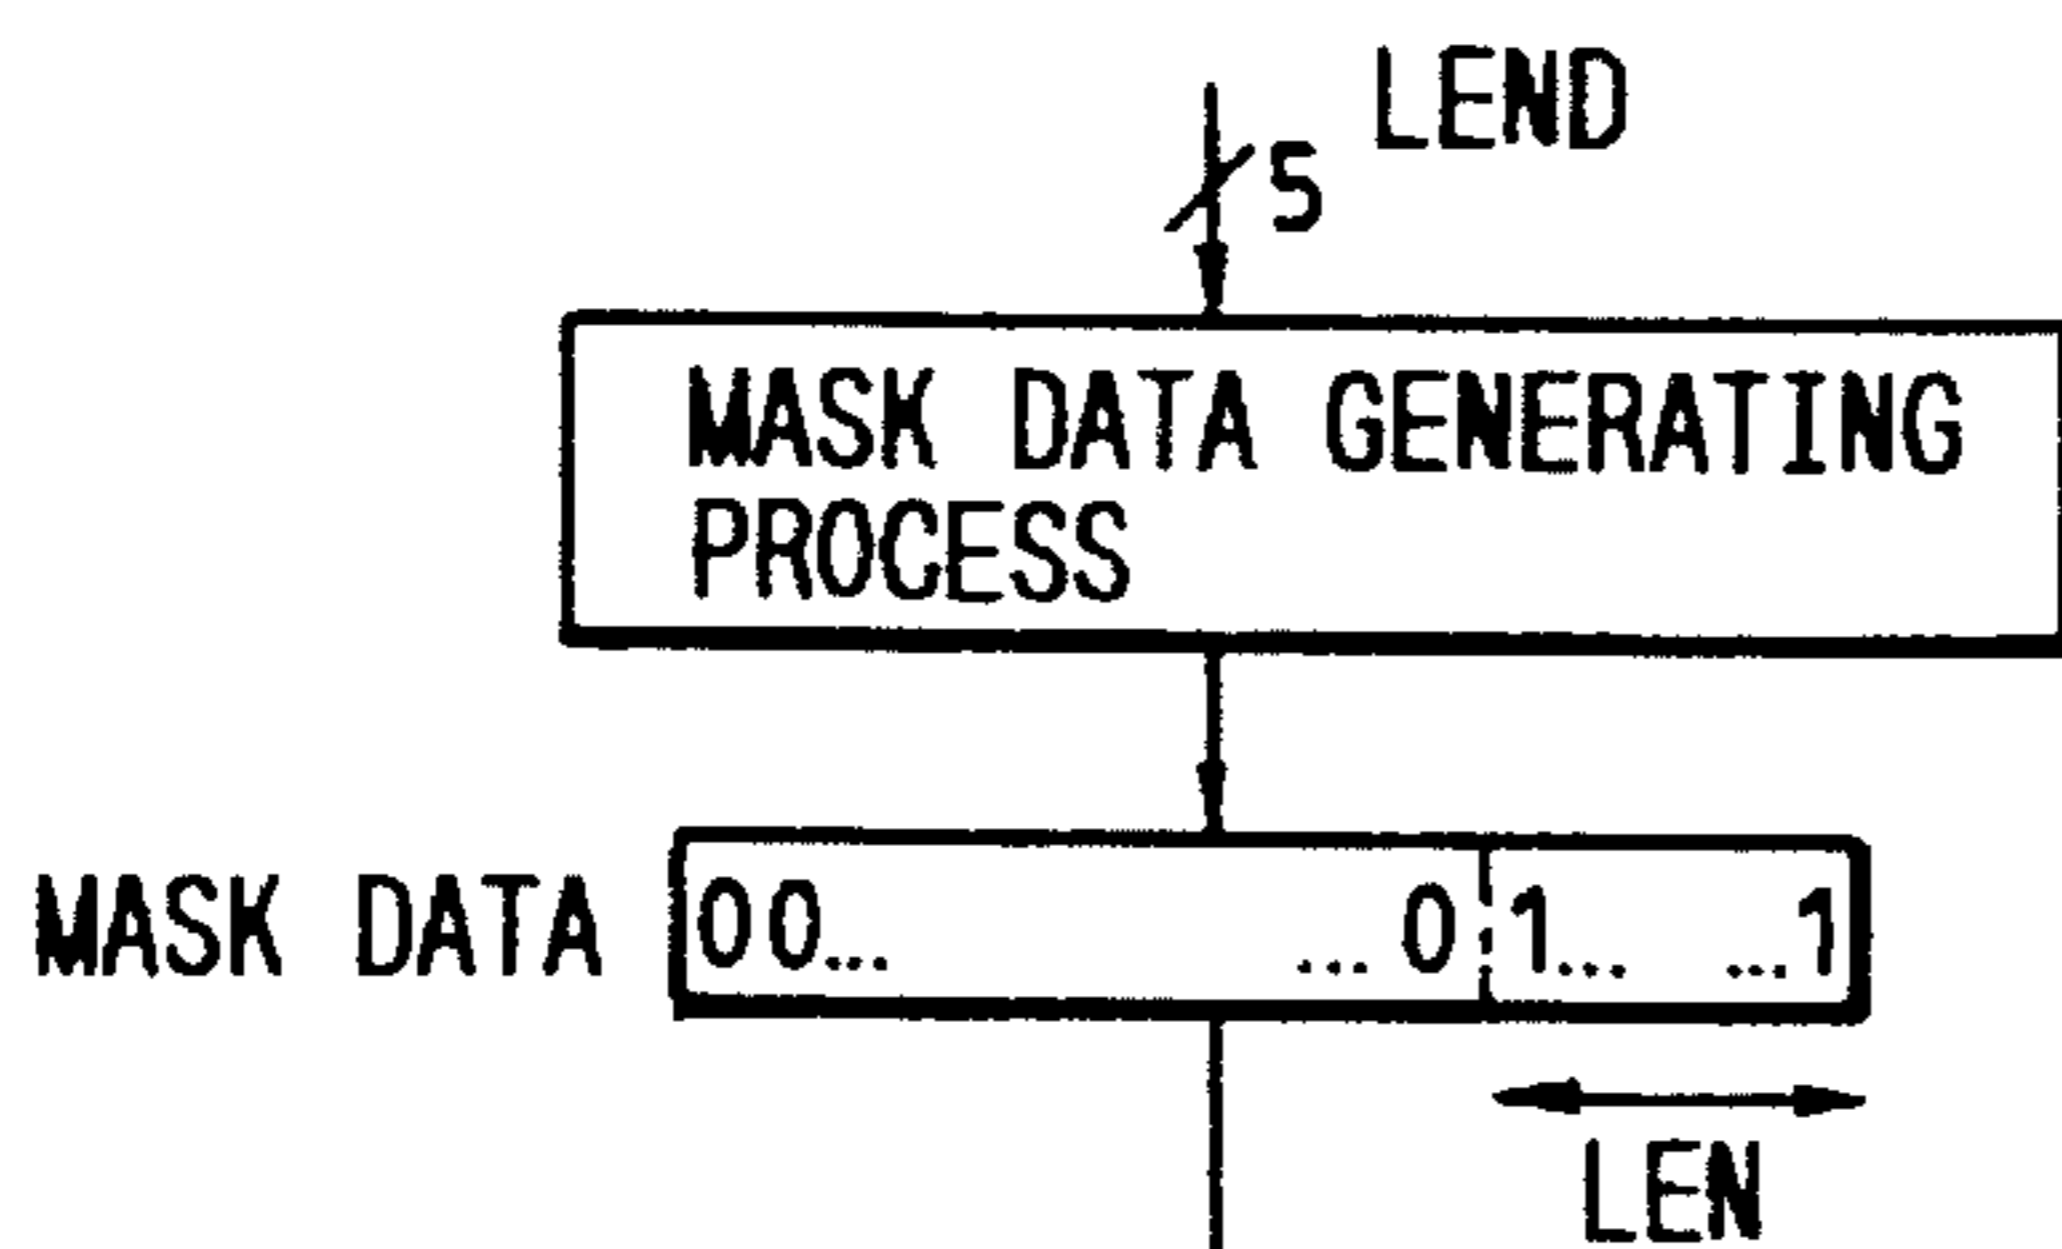 LEND
5
MASK DATA GENERATING
PROCESS
MASK DATA 00... ...0 1... ...1
LEN